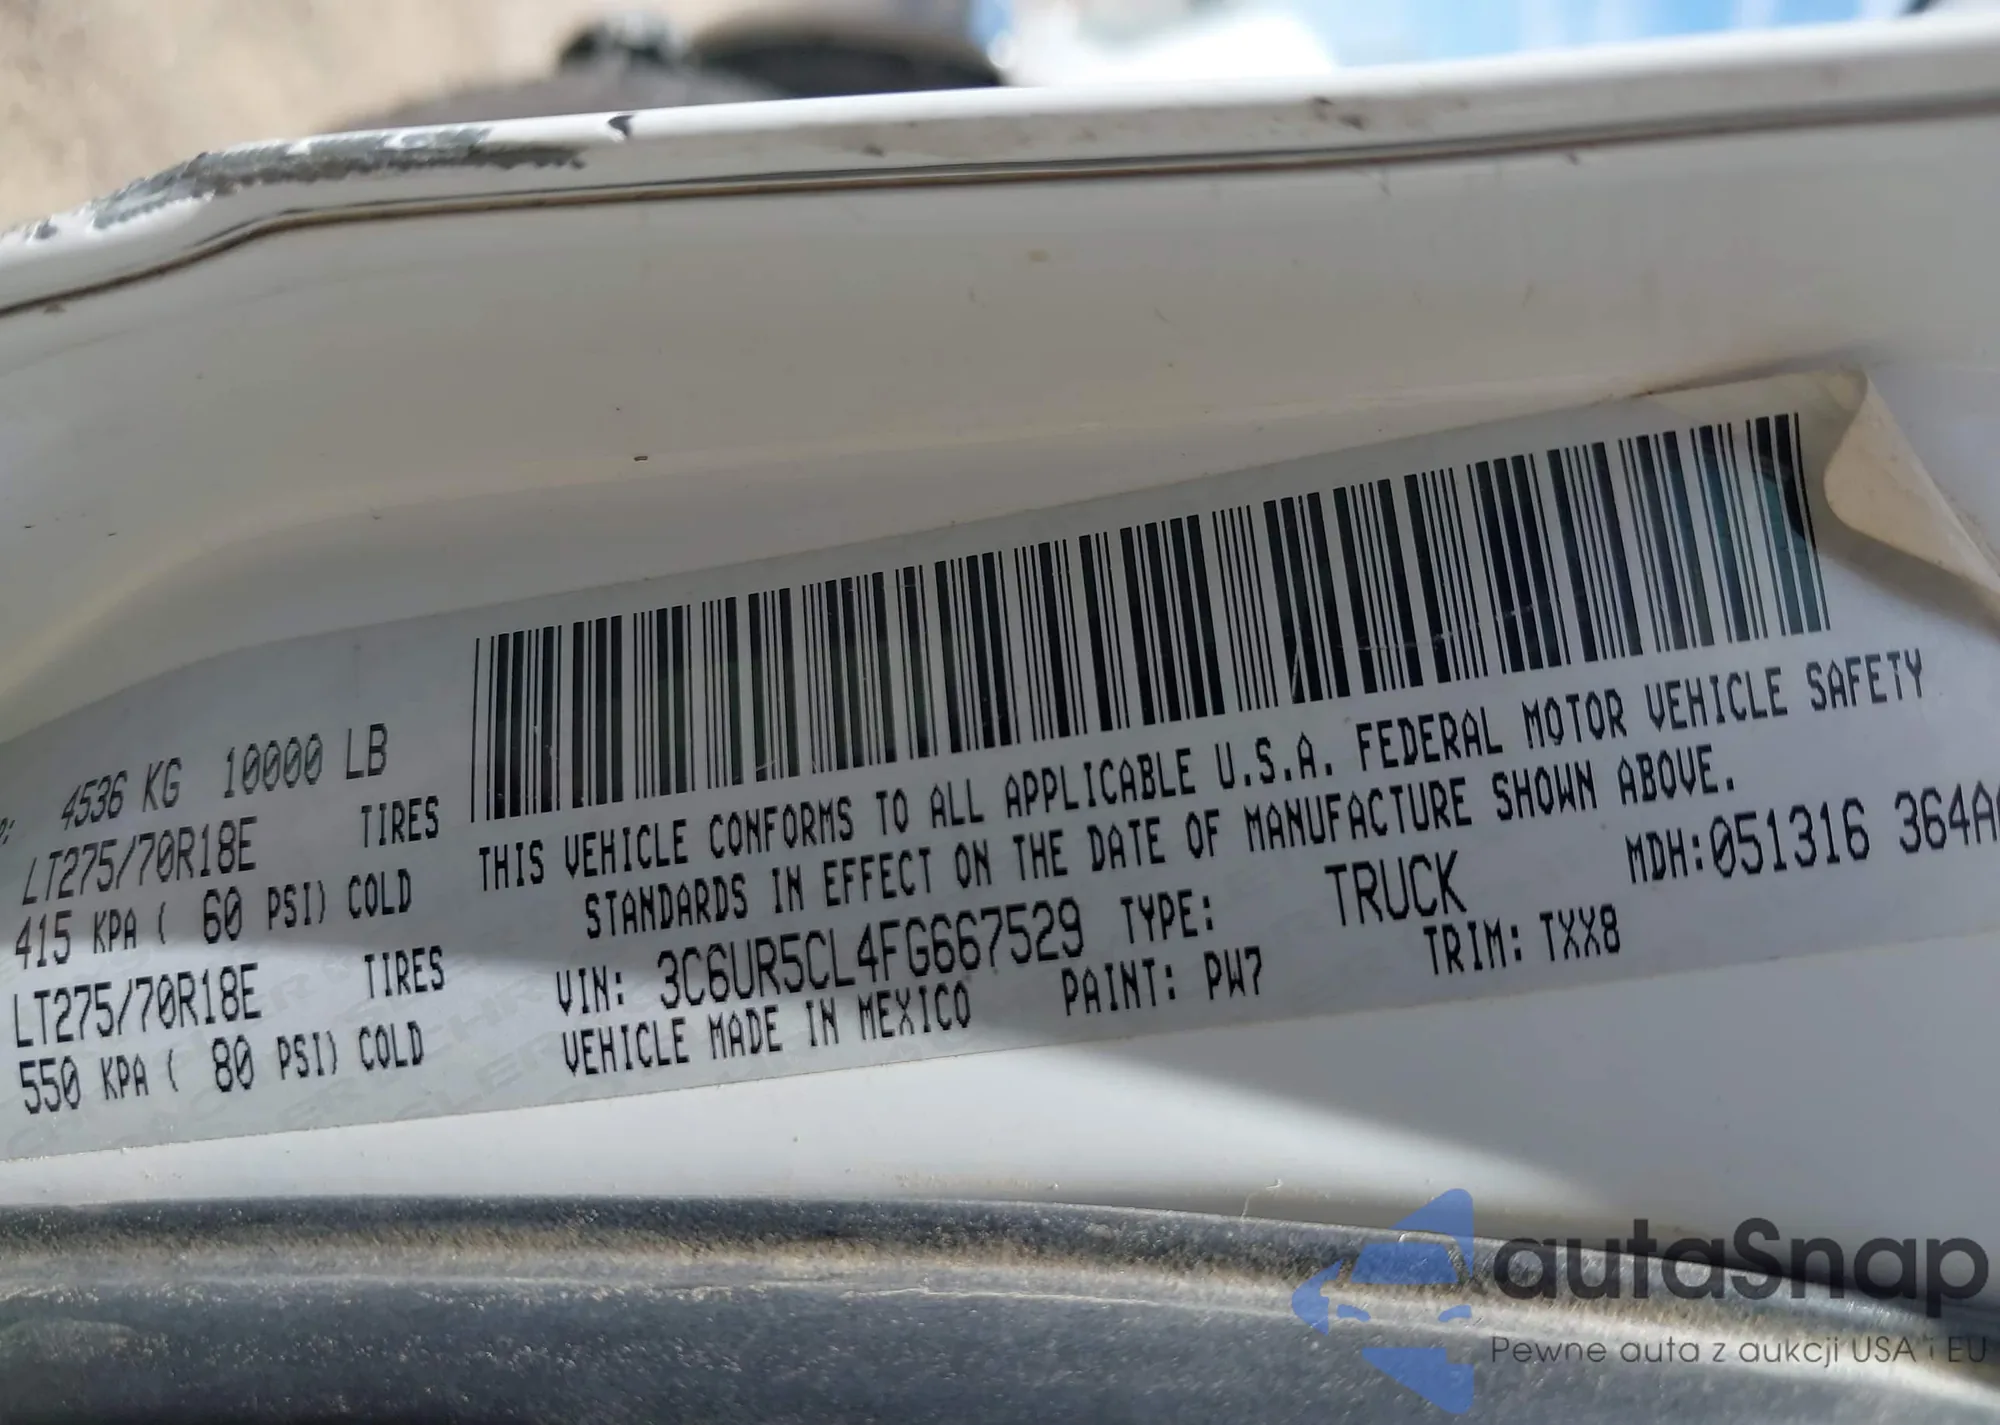 4536 KG 10000 LB
LT275/70R18E TIRES
415 KPA ( 60 PSI) COLD
LT275/70R18E TIRES
550 KPA ( 80 PSI) COLD
THIS VEHICLE CONFORMS TO ALL APPLICABLE U.S.A. FEDERAL MOTOR VEHICLE SAFETY
STANDARDS IN EFFECT ON THE DATE OF MANUFACTURE SHOWN ABOVE.
VIN: 3C6UR5CL4FG667529 TYPE: TRUCK MDH:051316 364A
VEHICLE MADE IN MEXICO PAINT: PW7 TRIM: TXX8
autaSnap
Pewne auta z aukcji USA i EU